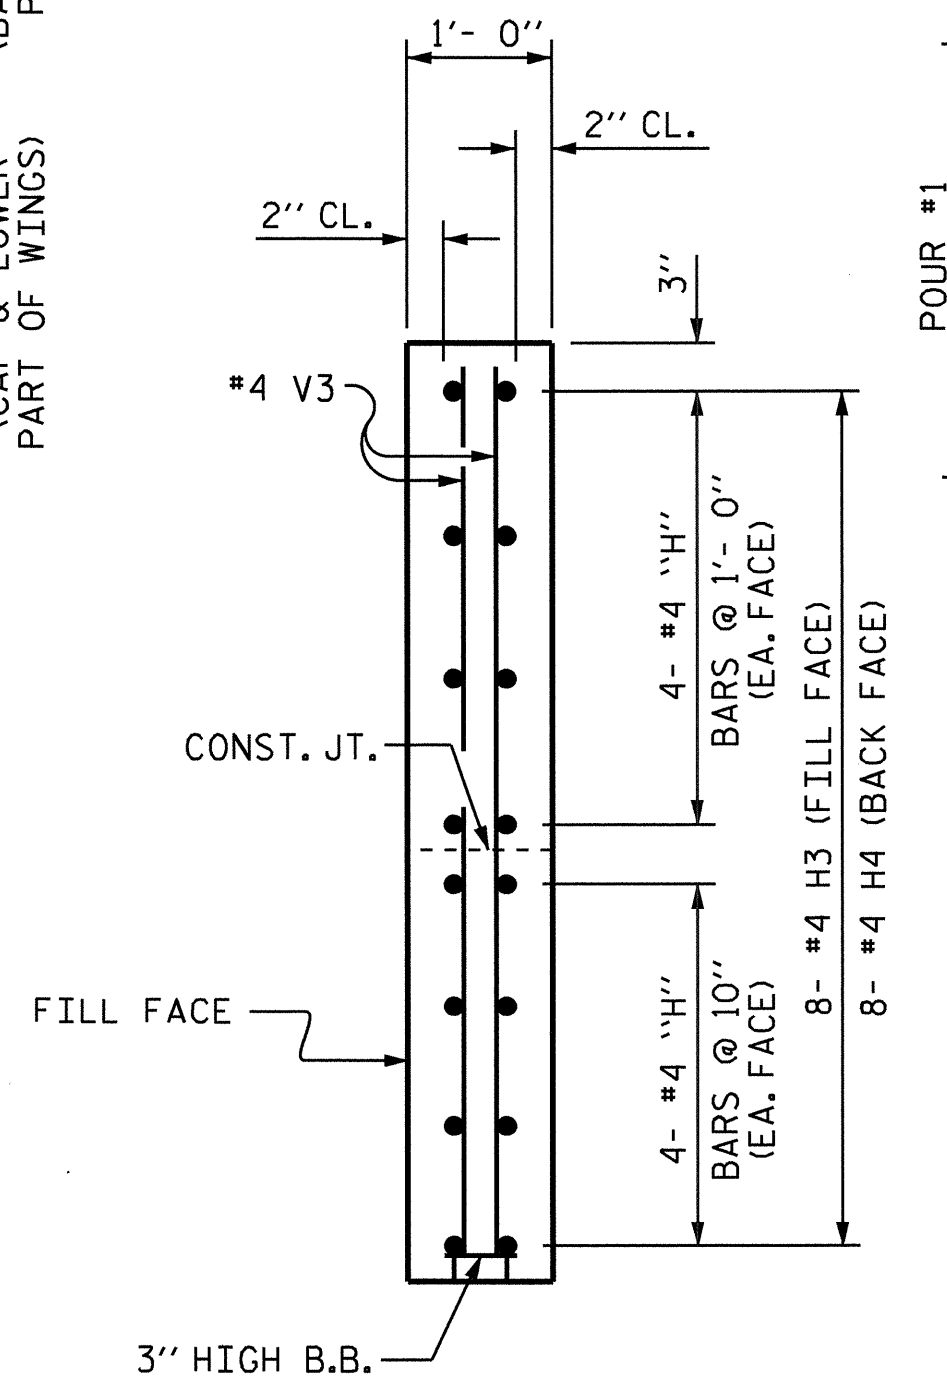 1'- 0"
2" CL.
2" CL.
3"
PART OF WINGS)
POUR #1
#4 V3
4- #4 "H"
BARS @ 1'- 0"
(EA. FACE)
CONST. JT.
8- #4 H3 (FILL FACE)
8- #4 H4 (BACK FACE)
FILL FACE
4- #4 "H"
BARS @ 10"
(EA. FACE)
3" HIGH B.B.